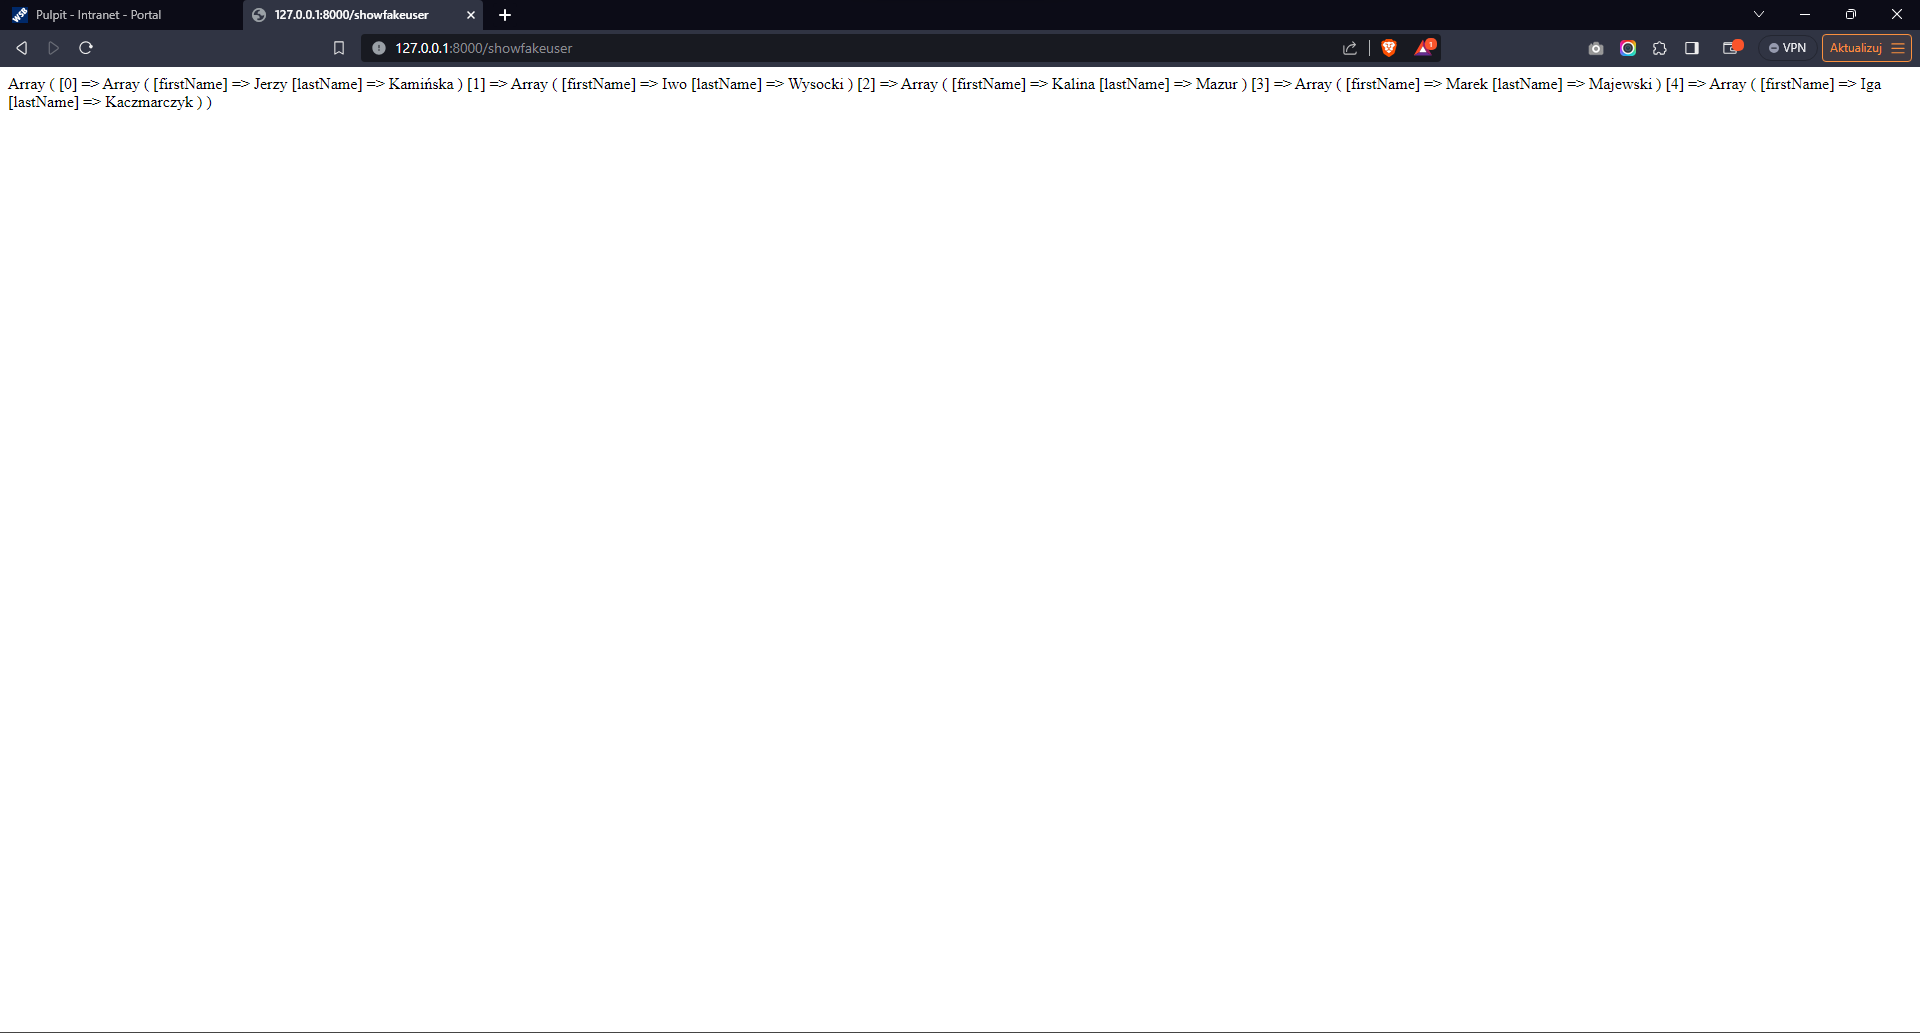 WSB Pulpit - Intranet - Portal
127.0.0.1:8000/showfakeuser
127.0.0.1:8000/showfakeuser
1
VPN
Aktualizuj
Array ( [0] => Array ( [firstName] => Jerzy [lastName] => Kamińska ) [1] => Array ( [firstName] => Iwo [lastName] => Wysocki ) [2] => Array ( [firstName] => Kalina [lastName] => Mazur ) [3] => Array ( [firstName] => Marek [lastName] => Majewski ) [4] => Array ( [firstName] => Iga
[lastName] => Kaczmarczyk ) )